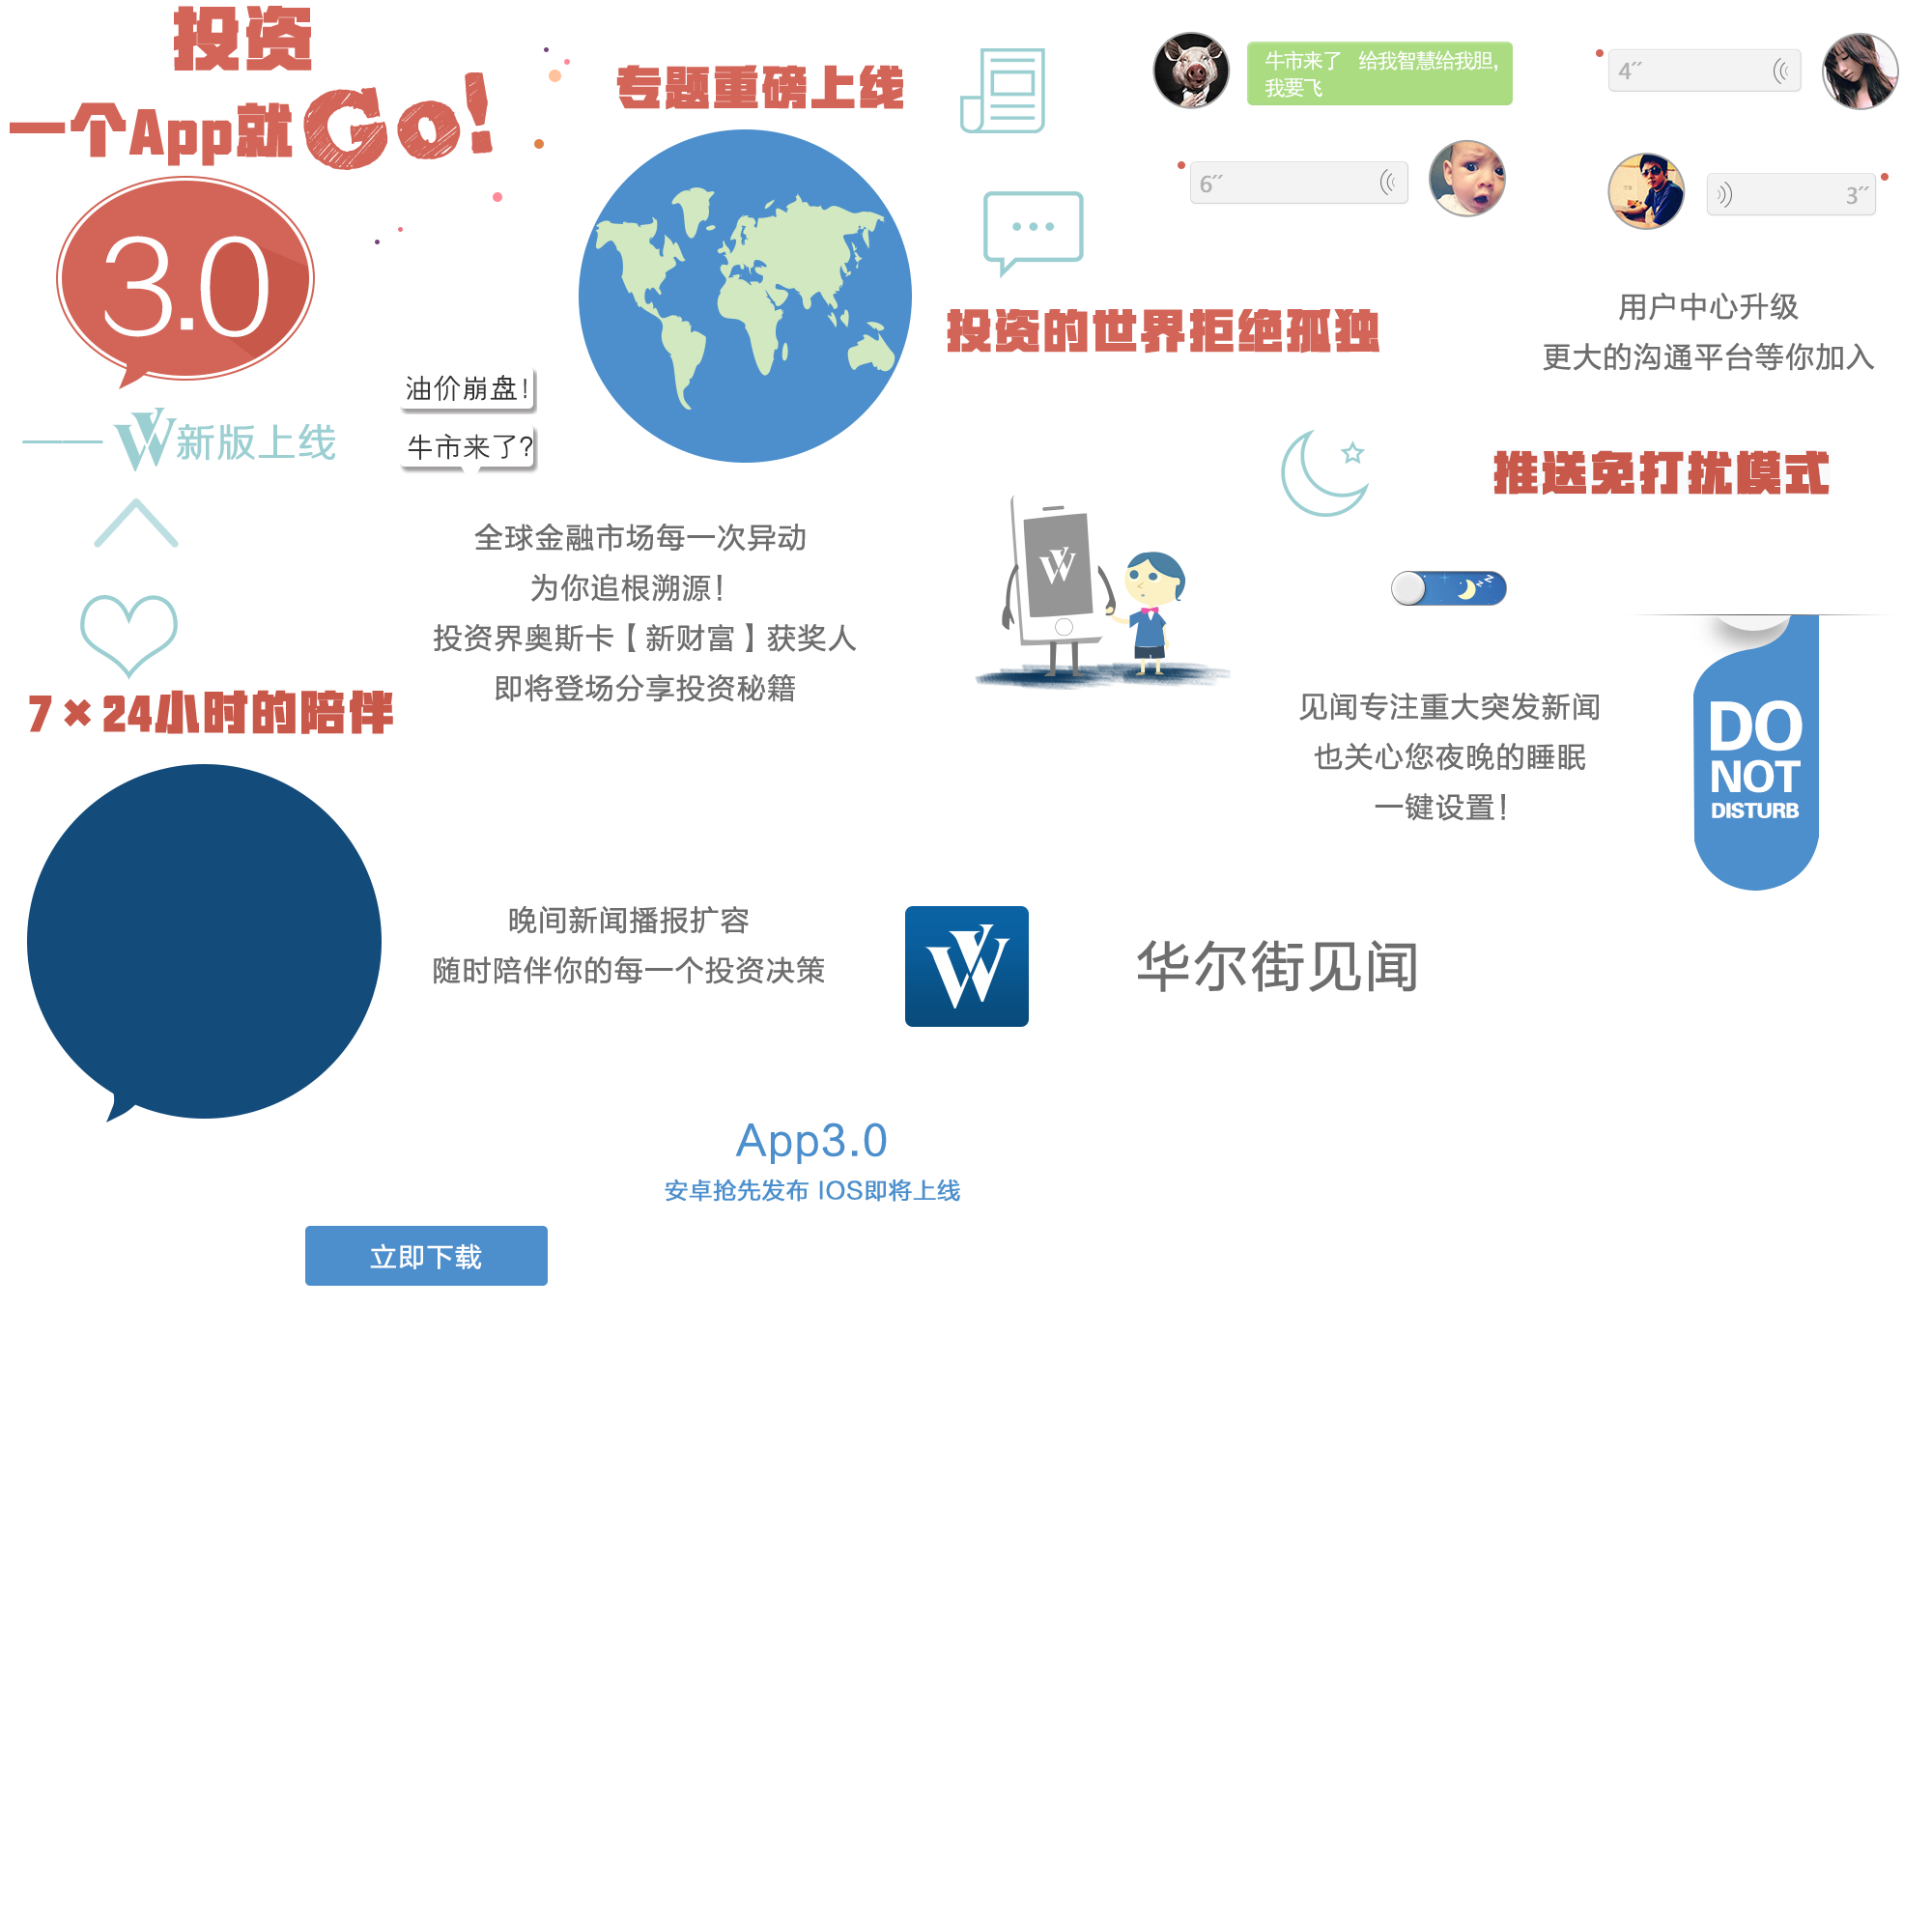 投资
一个App就Go!
3.0
新版上线
7×24小时的陪伴
油价崩盘!
牛市来了?
专题重磅上线
全球金融市场每一次异动
为你追根溯源!
投资界奥斯卡【新财富】获奖人
即将登场分享投资秘籍
牛市来了 给我智慧给我胆,
我要飞
4″
6″
3″
投资的世界拒绝孤独
用户中心升级
更大的沟通平台等你加入
推送免打扰模式
见闻专注重大突发新闻
也关心您夜晚的睡眠
一键设置!
DO
NOT
DISTURB
晚间新闻播报扩容
随时陪伴你的每一个投资决策
华尔街见闻
App3.0
安卓抢先发布 IOS即将上线
立即下载